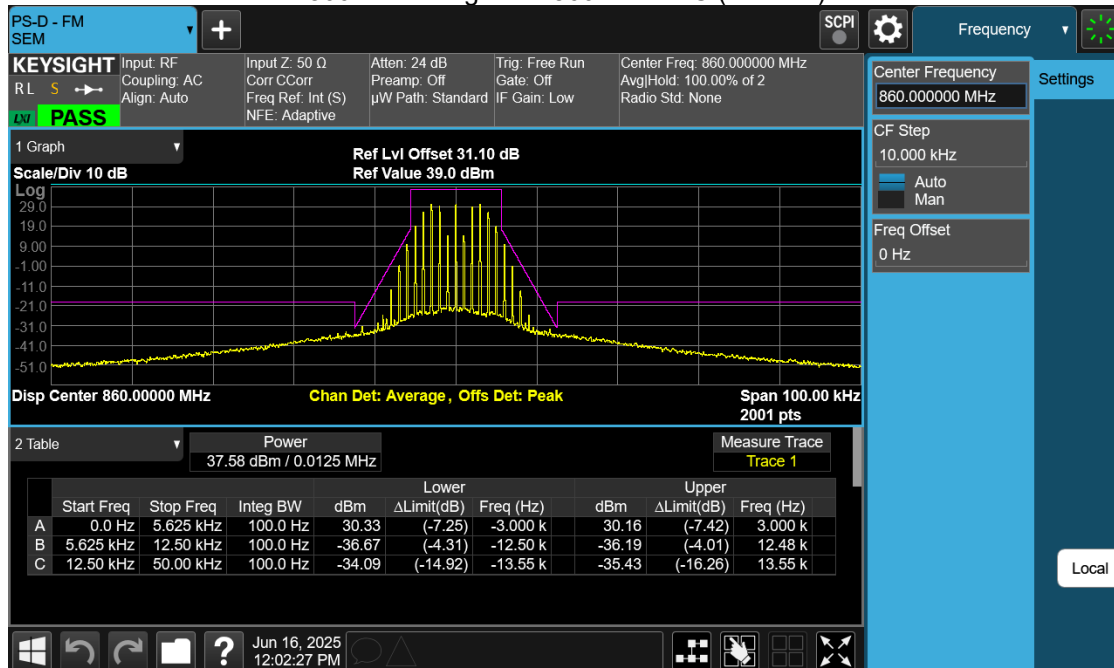 PS-D - FM
SEM
SCPI
Frequency
KEYSIGHT
R L S
LXI
PASS
Input: RF
Coupling: AC
Align: Auto
Input Z: 50 Ω
Corr CCorr
Freq Ref: Int (S)
NFE: Adaptive
Atten: 24 dB
Preamp: Off
µW Path: Standard
Trig: Free Run
Gate: Off
IF Gain: Low
Center Freq: 860.000000 MHz
Avg|Hold: 100.00% of 2
Radio Std: None
Center Frequency
860.000000 MHz
Settings
CF Step
10.000 kHz
Auto
Man
Freq Offset
0 Hz
Local
1 Graph
Scale/Div 10 dB
Ref Lvl Offset 31.10 dB
Ref Value 39.0 dBm
Log
29.0
19.0
9.00
-1.00
-11.0
-21.0
-31.0
-41.0
-51.0
Disp Center 860.00000 MHz
Chan Det: Average , Offs Det: Peak
Span 100.00 kHz
2001 pts
2 Table
Power
37.58 dBm / 0.0125 MHz
Measure Trace
Trace 1
Lower Upper
Start Freq Stop Freq Integ BW dBm ΔLimit(dB) Freq (Hz) dBm ΔLimit(dB) Freq (Hz)
A 0.0 Hz 5.625 kHz 100.0 Hz 30.33 (-7.25) -3.000 k 30.16 (-7.42) 3.000 k
B 5.625 kHz 12.50 kHz 100.0 Hz -36.67 (-4.31) -12.50 k -36.19 (-4.01) 12.48 k
C 12.50 kHz 50.00 kHz 100.0 Hz -34.09 (-14.92) -13.55 k -35.43 (-16.26) 13.55 k
?
Jun 16, 2025
12:02:27 PM